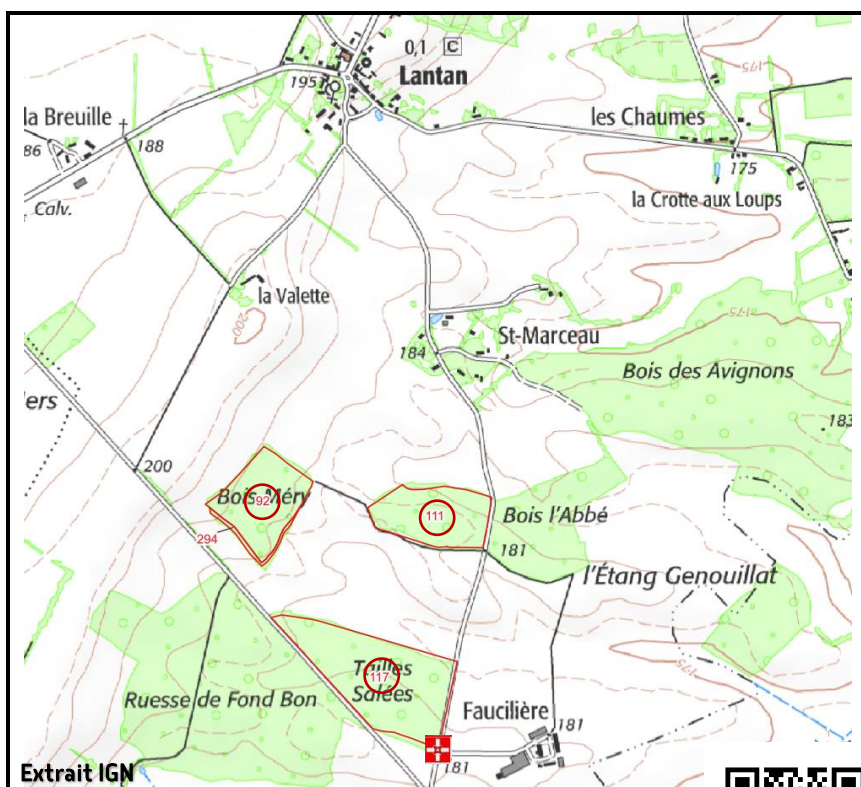 0,1 C
Lantan
195
la Breuille
188
86
Calv.
les Chaumes
175
175
la Crotte aux Loups
la Valette
200
St-Marceau
184
175
Bois des Avignons
183
lers
200
Bois Méry
92
294
111
Bois l'Abbé
181
l'Étang Genouillat
Tailles
117
Salées
175
Ruesse de Fond Bon
Faucilière
181
181
Extrait IGN